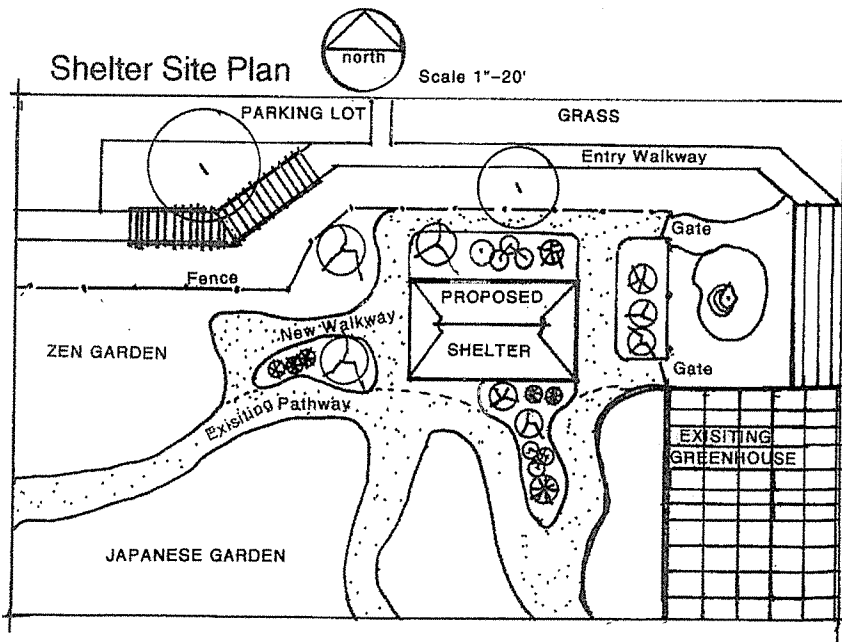 north
Shelter Site Plan
Scale 1"-20'
PARKING LOT
GRASS
Entry Walkway
Gate
Fence
PROPOSED
SHELTER
New Walkway
ZEN GARDEN
Gate
Exisiting Pathway
EXISITING
GREENHOUSE
JAPANESE GARDEN